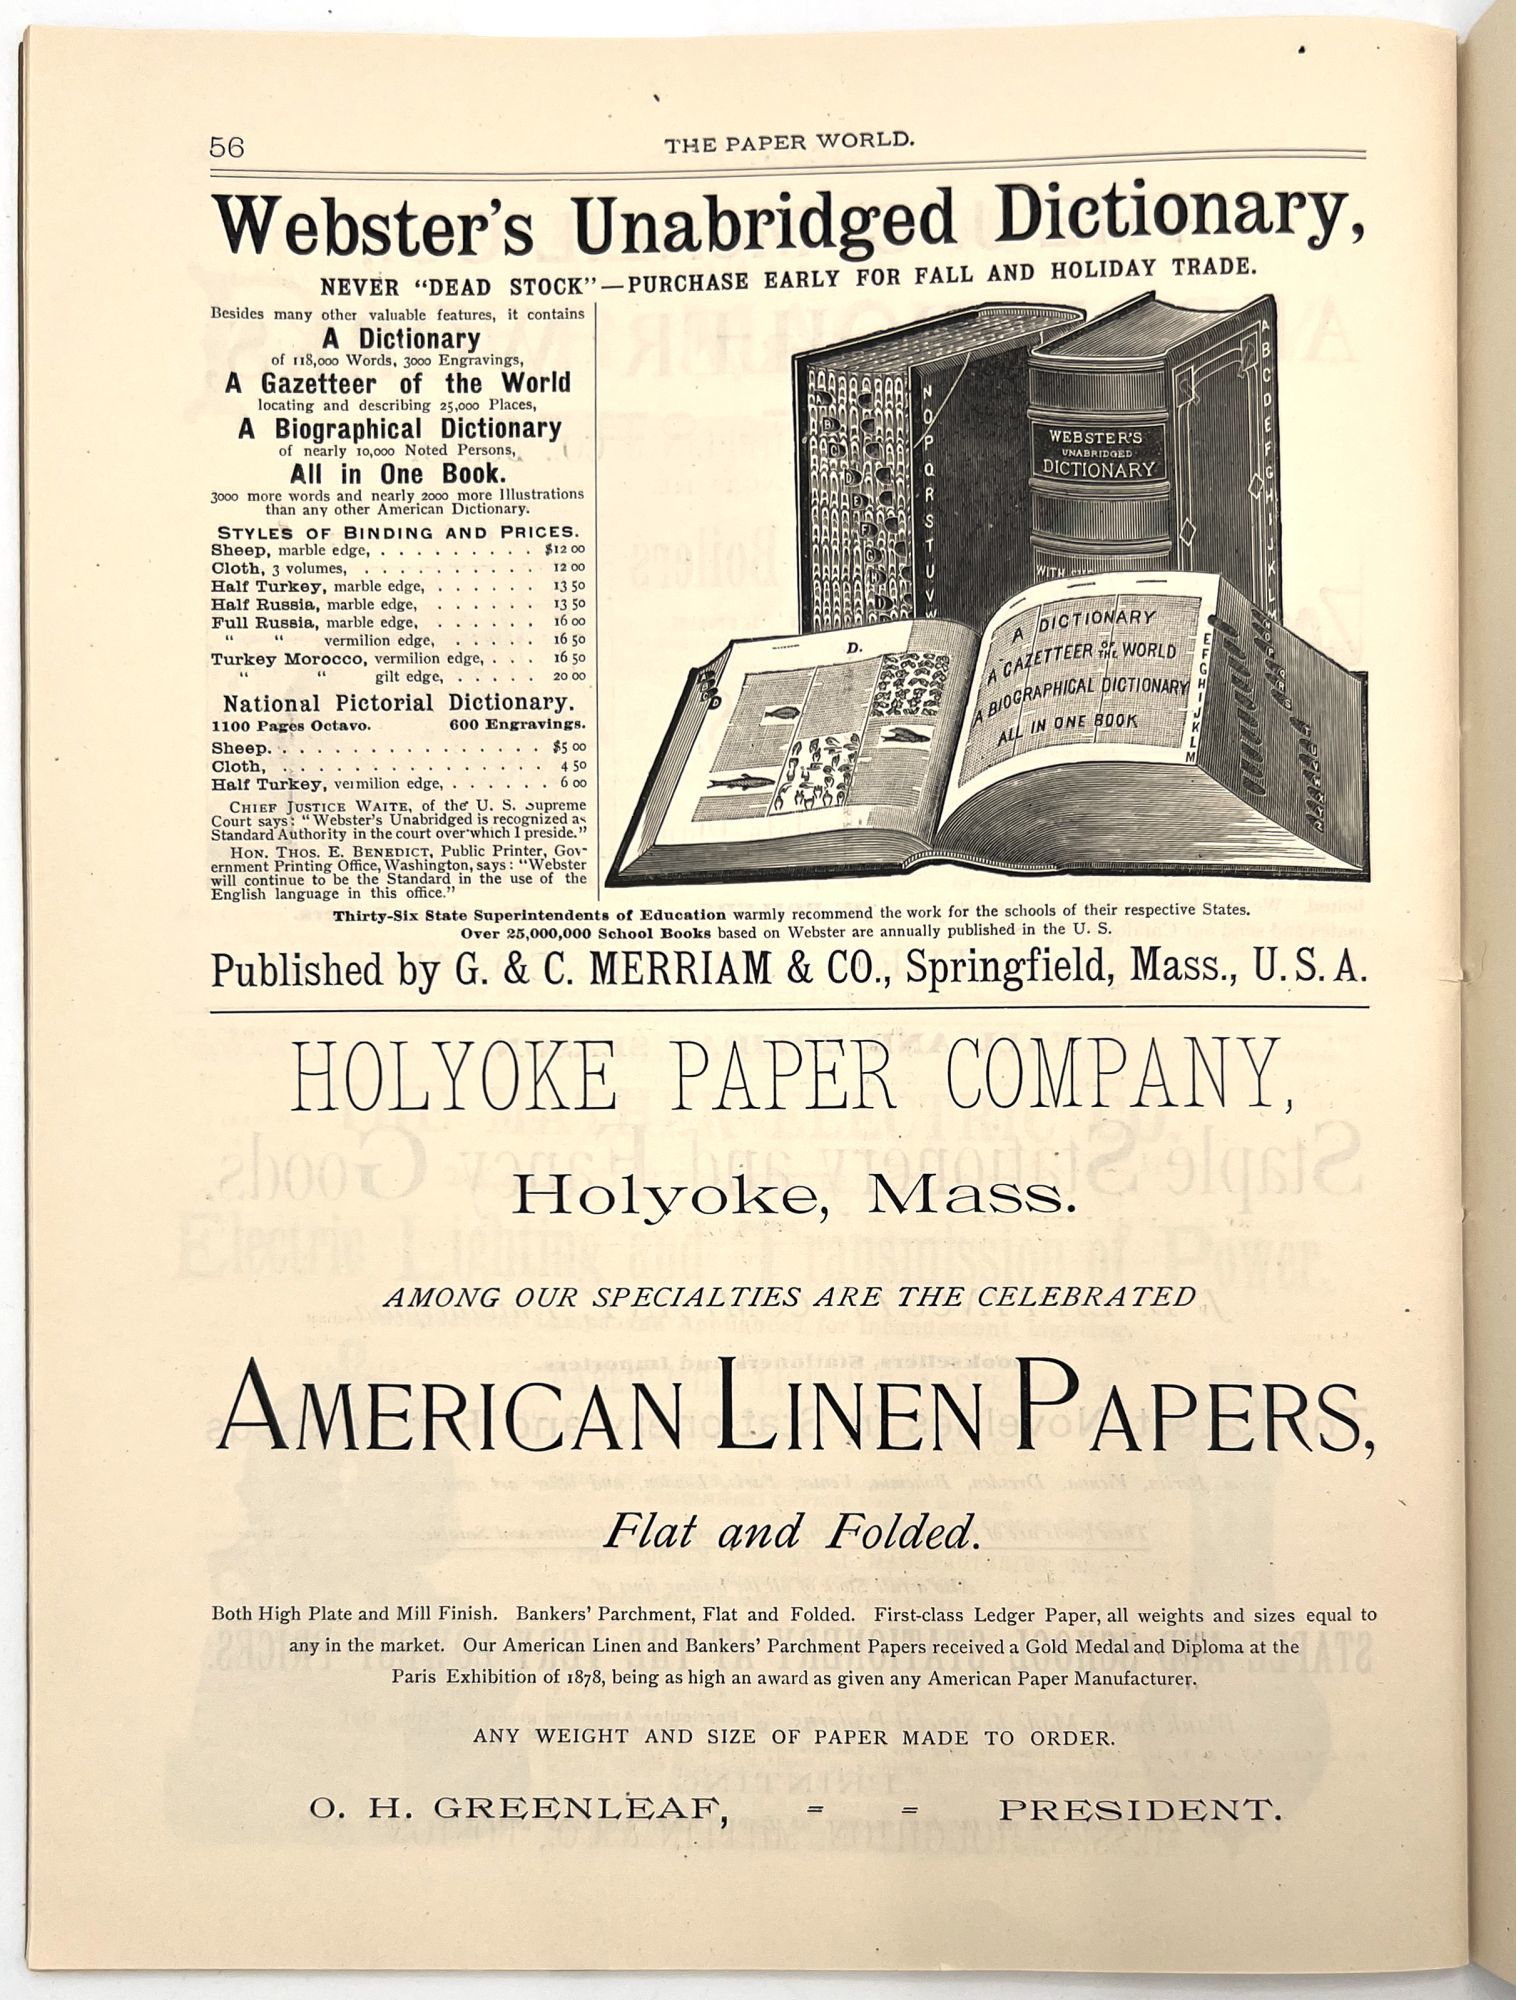 56
THE PAPER WORLD.
Webster's Unabridged Dictionary,
NEVER "DEAD STOCK"—PURCHASE EARLY FOR FALL AND HOLIDAY TRADE.
Besides many other valuable features, it contains
A Dictionary
of 118,000 Words, 3000 Engravings,
A Gazetteer of the World
locating and describing 25,000 Places,
A Biographical Dictionary
of nearly 10,000 Noted Persons,
All in One Book.
3000 more words and nearly 2000 more Illustrations
than any other American Dictionary.
STYLES OF BINDING AND PRICES.
Sheep, marble edge, . . . . . . . . . $12 00
Cloth, 3 volumes, . . . . . . . . . . 12 00
Half Turkey, marble edge, . . . . . . 13 50
Half Russia, marble edge, . . . . . . 13 50
Full Russia, marble edge, . . . . . . 16 00
" " vermilion edge, . . . . . 16 50
Turkey Morocco, vermilion edge, . . . 16 50
" " gilt edge, . . . . . 20 00
National Pictorial Dictionary.
1100 Pages Octavo. 600 Engravings.
Sheep. . . . . . . . . . . . . . . . $5 00
Cloth, . . . . . . . . . . . . . . . 4 50
Half Turkey, vermilion edge, . . . . . . 6 00
CHIEF JUSTICE WAITE, of the U. S. Supreme
Court says: "Webster's Unabridged is recognized as
Standard Authority in the court over which I preside."
HON. THOS. E. BENEDICT, Public Printer, Gov-
ernment Printing Office, Washington, says: "Webster
will continue to be the Standard in the use of the
English language in this office."
N O P Q R S T U V W
WEBSTER'S
UNABRIDGED
DICTIONARY
WITH
A B C D E F G H I J K L
D.
A DICTIONARY
A GAZETTEER OF THE WORLD
A BIOGRAPHICAL DICTIONARY
ALL IN ONE BOOK
E F G H I J K L M
Thirty-Six State Superintendents of Education warmly recommend the work for the schools of their respective States.
Over 25,000,000 School Books based on Webster are annually published in the U. S.
Published by G. & C. MERRIAM & CO., Springfield, Mass., U. S. A.
HOLYOKE PAPER COMPANY,
Holyoke, Mass.
AMONG OUR SPECIALTIES ARE THE CELEBRATED
AMERICAN LINEN PAPERS,
Flat and Folded.
Both High Plate and Mill Finish. Bankers' Parchment, Flat and Folded. First-class Ledger Paper, all weights and sizes equal to
any in the market. Our American Linen and Bankers' Parchment Papers received a Gold Medal and Diploma at the
Paris Exhibition of 1878, being as high an award as given any American Paper Manufacturer.
ANY WEIGHT AND SIZE OF PAPER MADE TO ORDER.
O. H. GREENLEAF, = = PRESIDENT.